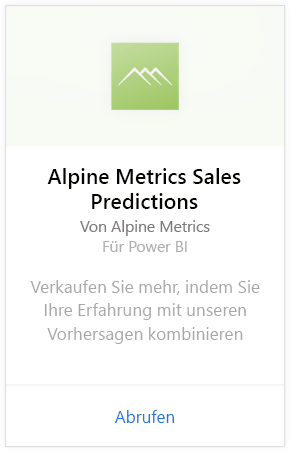 Alpine Metrics Sales
Predictions
Von Alpine Metrics
Für Power BI
Verkaufen Sie mehr, indem Sie
Ihre Erfahrung mit unseren
Vorhersagen kombinieren
Abrufen